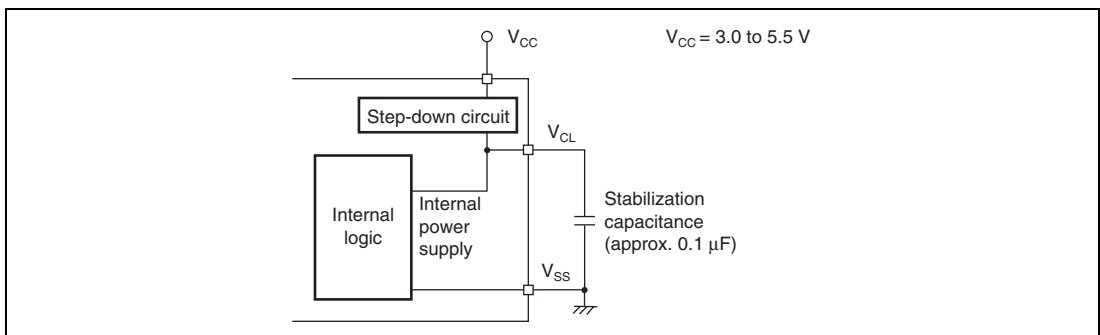 V_CC
V_CC = 3.0 to 5.5 V
Step-down circuit
V_CL
Internal
logic
Internal
power
supply
Stabilization
capacitance
(approx. 0.1 μF)
V_SS